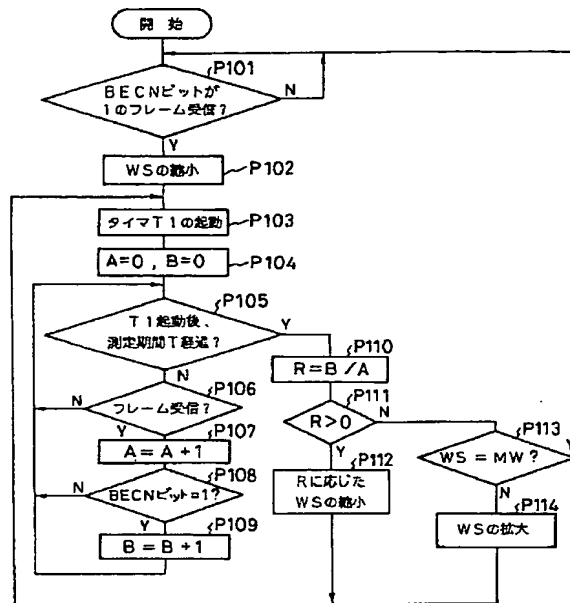 開始
P101
BECNビットが
1のフレーム受信?
N
Y
WSの縮小
P102
タイマT1の起動
P103
A=0, B=0
P104
P105
T1起動後、
測定期間T経過?
Y
N
P106
フレーム受信?
N
Y
P107
A=A+1
P108
BECNビット=1?
N
Y
P109
B=B+1
P110
R=B/A
P111
R>0
N
Y
P112
Rに応じた
WSの縮小
P113
WS=MW?
Y
N
P114
WSの拡大